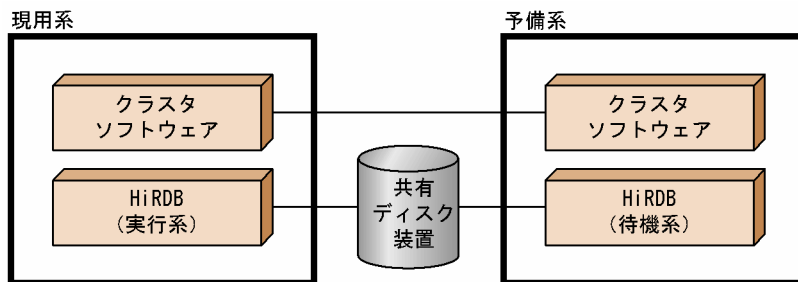 現用系
予備系
クラスタ
ソフトウェア
クラスタ
ソフトウェア
HiRDB
(実行系)
共有
ディスク
装置
HiRDB
(待機系)